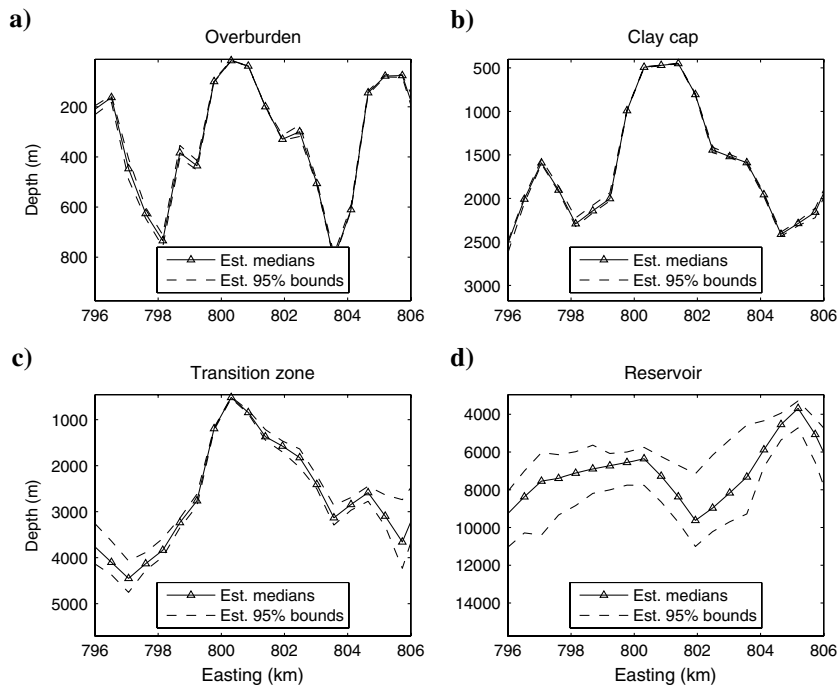 a)
Overburden
Depth (m)
200
400
600
800
Est. medians
Est. 95% bounds
796 798 800 802 804 806
b)
Clay cap
500
1000
1500
2000
2500
3000
Est. medians
Est. 95% bounds
796 798 800 802 804 806
c)
Transition zone
Depth (m)
1000
2000
3000
4000
5000
Est. medians
Est. 95% bounds
796 798 800 802 804 806
Easting (km)
d)
Reservoir
4000
6000
8000
10000
12000
14000
Est. medians
Est. 95% bounds
796 798 800 802 804 806
Easting (km)